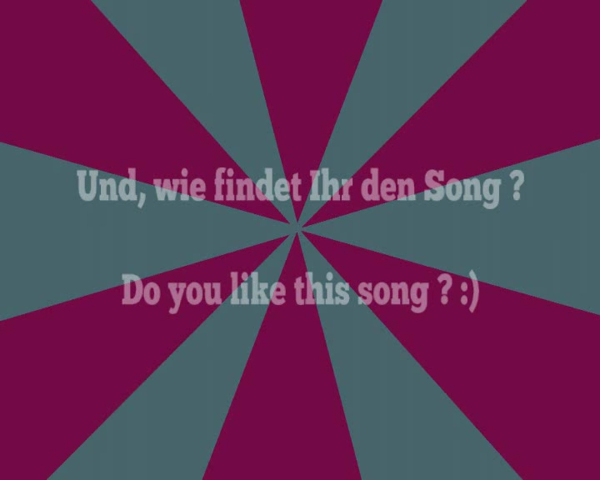 Und, wie findet Ihr den Song ?
Do you like this song ? :)